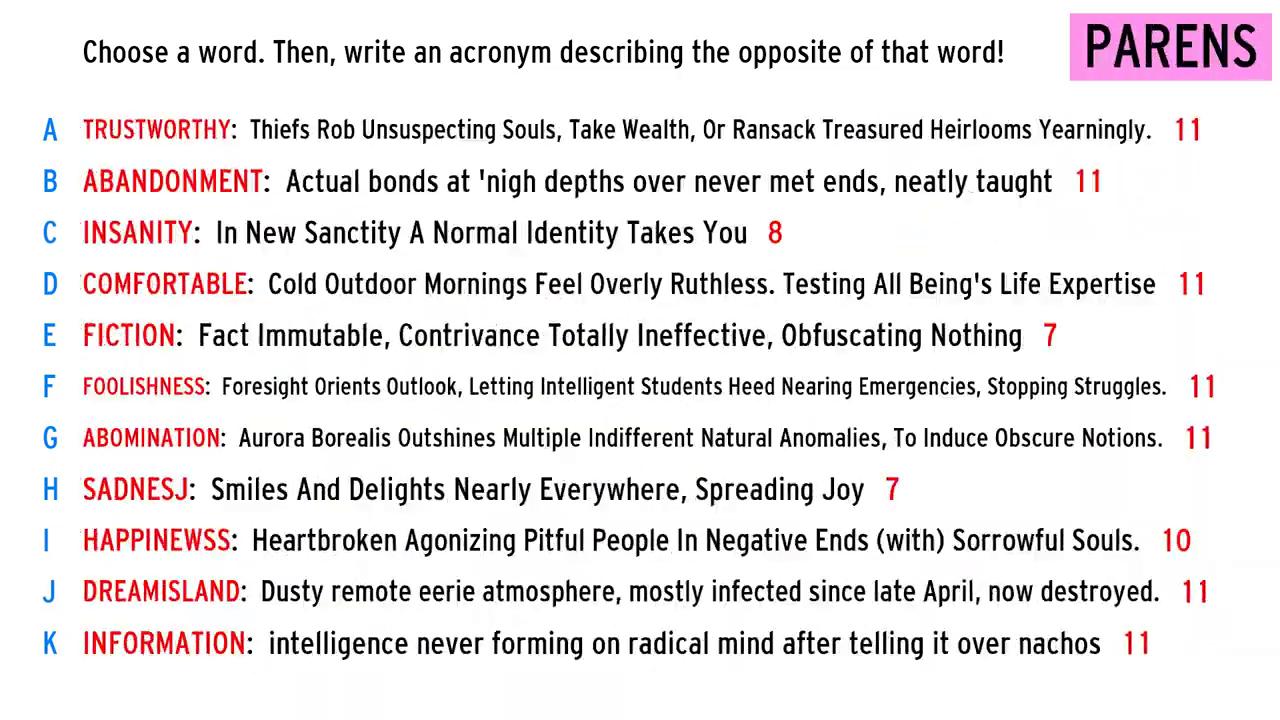 Choose a word. Then, write an acronym describing the opposite of that word!
PARENS
A TRUSTWORTHY: Thiefs Rob Unsuspecting Souls, Take Wealth, Or Ransack Treasured Heirlooms Yearningly. 11
B ABANDONMENT: Actual bonds at 'nigh depths over never met ends, neatly taught 11
C INSANITY: In New Sanctity A Normal Identity Takes You 8
D COMFORTABLE: Cold Outdoor Mornings Feel Overly Ruthless. Testing All Being's Life Expertise 11
E FICTION: Fact Immutable, Contrivance Totally Ineffective, Obfuscating Nothing 7
F FOOLISHNESS: Foresight Orients Outlook, Letting Intelligent Students Heed Nearing Emergencies, Stopping Struggles. 11
G ABOMINATION: Aurora Borealis Outshines Multiple Indifferent Natural Anomalies, To Induce Obscure Notions. 11
H SADNESJ: Smiles And Delights Nearly Everywhere, Spreading Joy 7
I HAPPINEWSS: Heartbroken Agonizing Pitful People In Negative Ends (with) Sorrowful Souls. 10
J DREAMISLAND: Dusty remote eerie atmosphere, mostly infected since late April, now destroyed. 11
K INFORMATION: intelligence never forming on radical mind after telling it over nachos 11